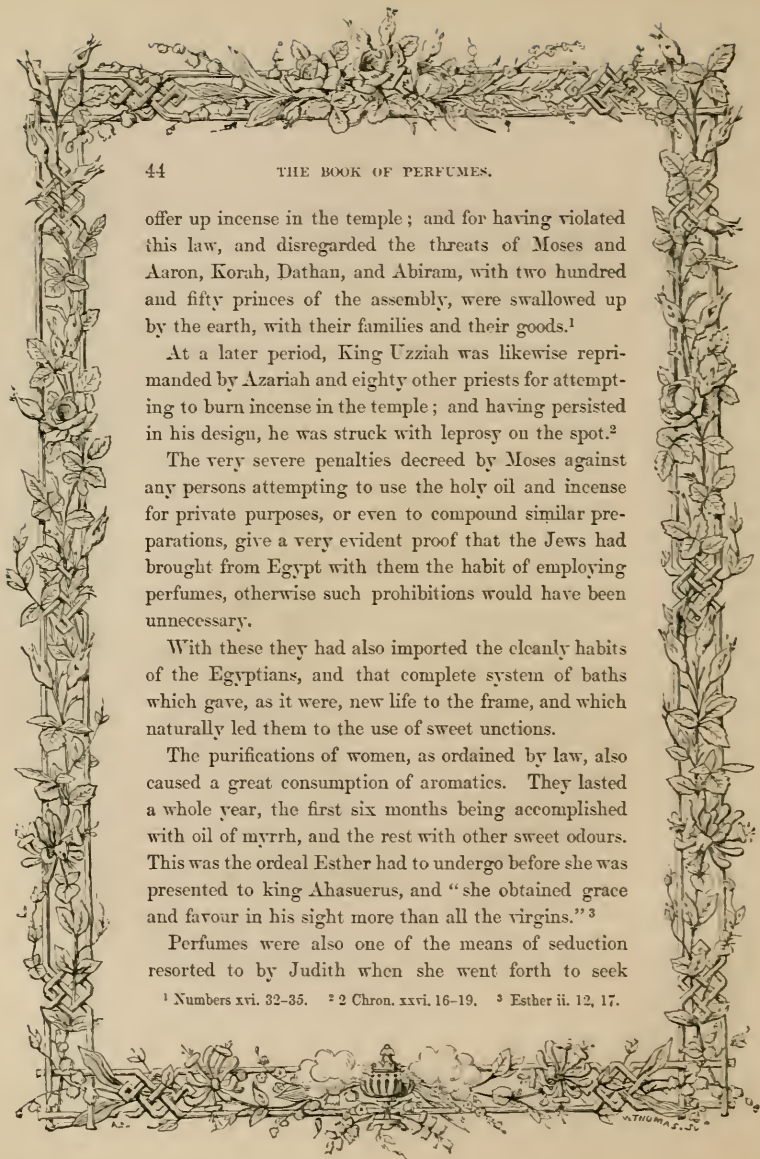 44 THE BOOK OF PERFUMES.
offer up incense in the temple ; and for having violated
this law, and disregarded the threats of Moses and
Aaron, Korah, Dathan, and Abiram, with two hundred
and fifty princes of the assembly, were swallowed up
by the earth, with their families and their goods.¹
At a later period, King Uzziah was likewise repri-
manded by Azariah and eighty other priests for attempt-
ing to burn incense in the temple ; and having persisted
in his design, he was struck with leprosy on the spot.²
The very severe penalties decreed by Moses against
any persons attempting to use the holy oil and incense
for private purposes, or even to compound similar pre-
parations, give a very evident proof that the Jews had
brought from Egypt with them the habit of employing
perfumes, otherwise such prohibitions would have been
unnecessary.
With these they had also imported the cleanly habits
of the Egyptians, and that complete system of baths
which gave, as it were, new life to the frame, and which
naturally led them to the use of sweet unctions.
The purifications of women, as ordained by law, also
caused a great consumption of aromatics. They lasted
a whole year, the first six months being accomplished
with oil of myrrh, and the rest with other sweet odours.
This was the ordeal Esther had to undergo before she was
presented to king Ahasuerus, and “ she obtained grace
and favour in his sight more than all the virgins.” ³
Perfumes were also one of the means of seduction
resorted to by Judith when she went forth to seek
¹ Numbers xvi. 32–35. ² 2 Chron. xxvi. 16–19. ³ Esther ii. 12, 17.
THOMAS. Sc